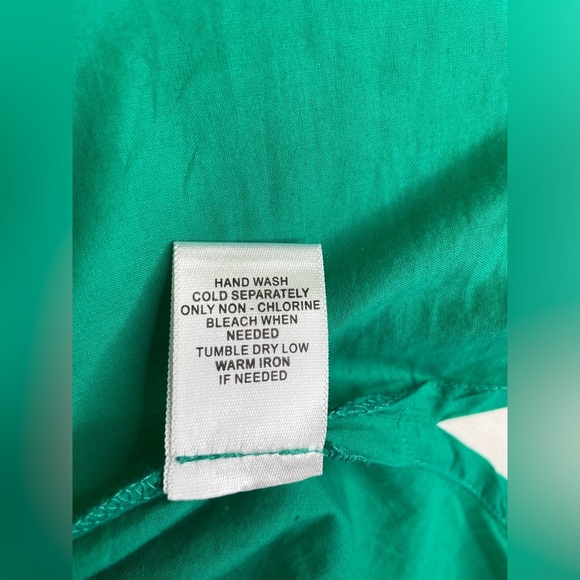 HAND WASH
COLD SEPARATELY
ONLY NON - CHLORINE
BLEACH WHEN
NEEDED
TUMBLE DRY LOW
WARM IRON
IF NEEDED